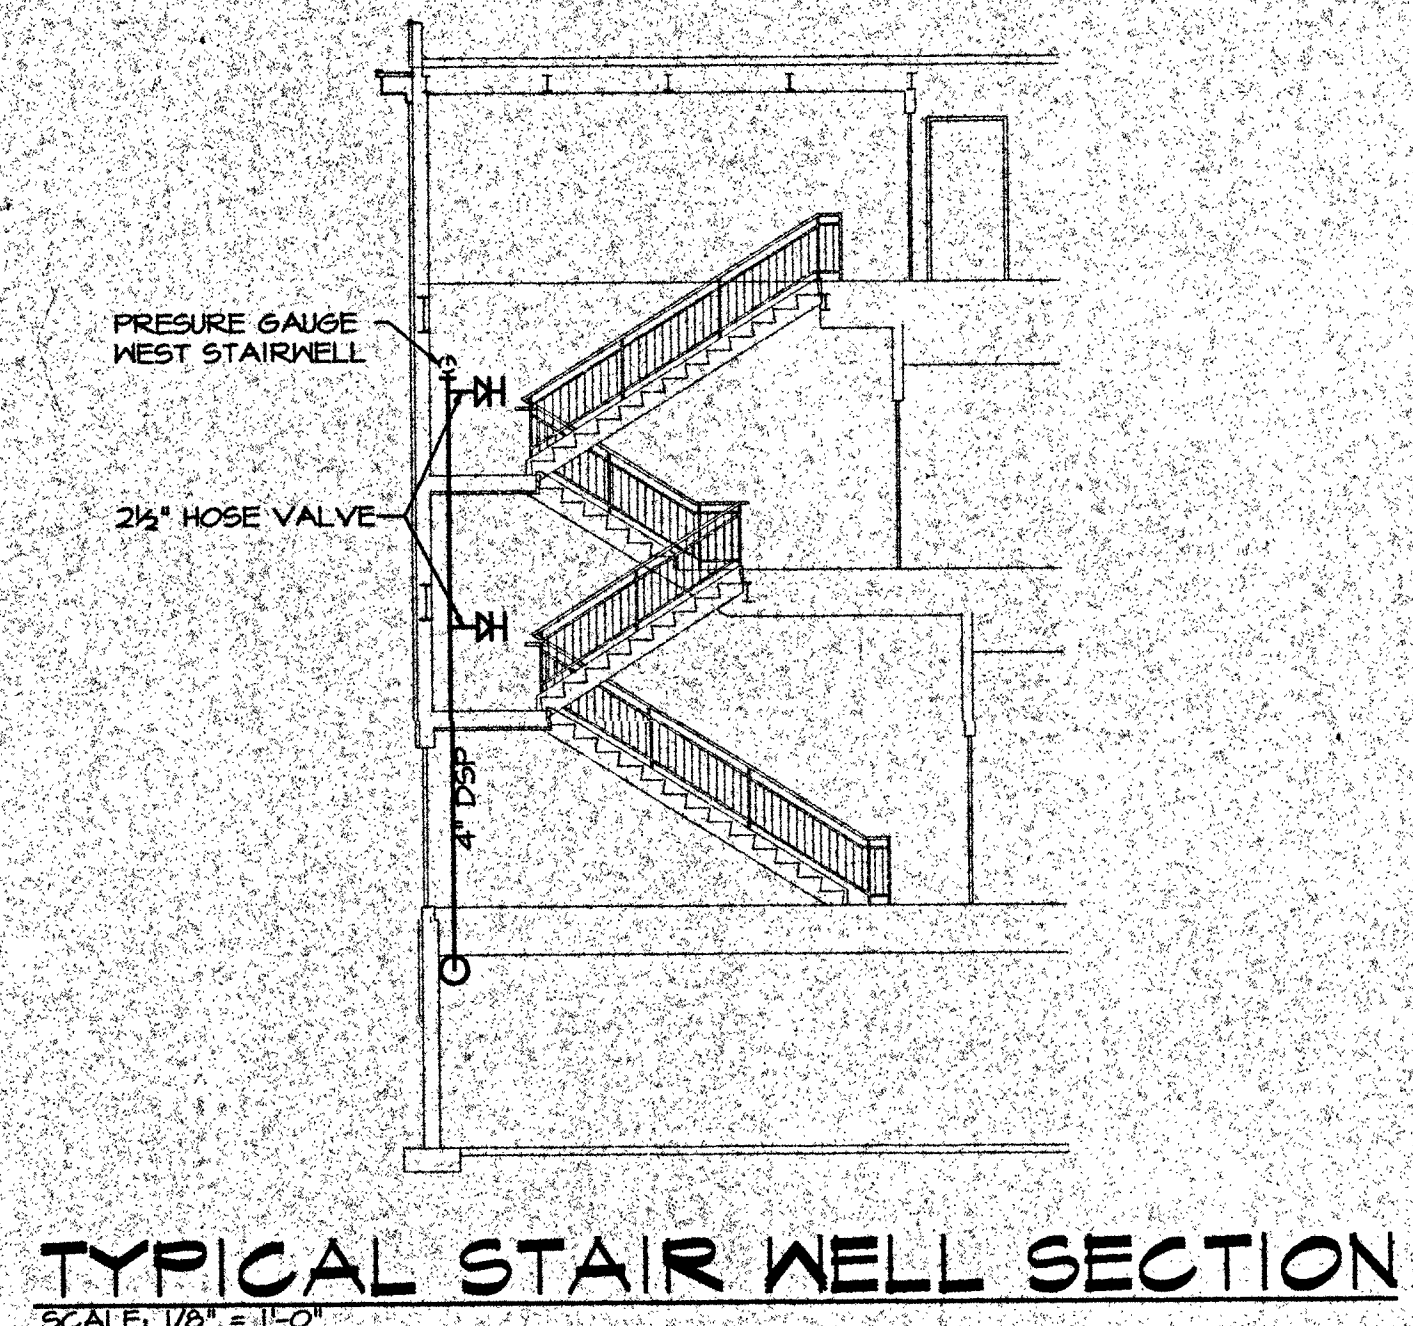 PRESURE GAUGE
WEST STAIRWELL
2½" HOSE VALVE
4" DSP
TYPICAL STAIR WELL SECTION
SCALE: 1/8" = 1'-0"